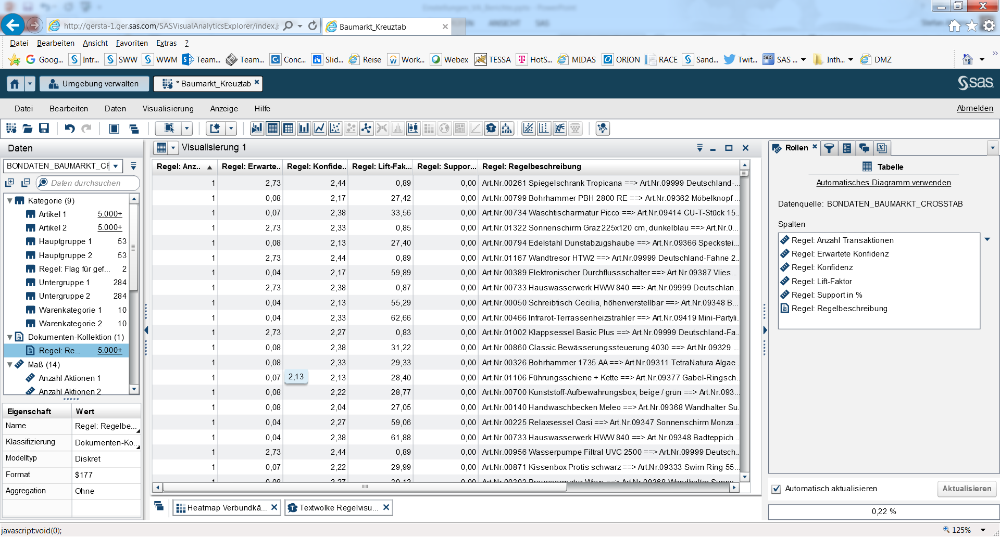 http://gersta-1.ger.sas.com/SASVisualAnalyticsExplorer/index.js
Baumarkt_Kreuztab
Datei Bearbeiten Ansicht Favoriten Extras ?
Goog... Intr... SWW WWM Team... Team... Conc... Slid... Reise Work... Webex TESSA HotS... MIDAS ORION RACE Sand... Twit... SAS ... Inth... DMZ
Umgebung verwalten
* Baumarkt_Kreuztab
sas
Datei Bearbeiten Daten Visualisierung Anzeige Hilfe
Abmelden
Daten
BONDATEN_BAUMARKT_CR
Daten durchsuchen
Kategorie (9)
Artikel 1 5.000+
Artikel 2 5.000+
Hauptgruppe 1 53
Hauptgruppe 2 53
Regel: Flag für gef... 2
Untergruppe 1 284
Untergruppe 2 284
Warenkategorie 1 10
Warenkategorie 2 10
Dokumenten-Kollektion (1)
Regel: Re... 5.000+
Maß (14)
Anzahl Aktionen 1
Anzahl Aktionen 2
Eigenschaft Wert
Name Regel: Regelbe...
Klassifizierung Dokumenten-Ko...
Modelltyp Diskret
Format $177
Aggregation Ohne
Visualisierung 1
Regel: Anz.. Regel: Erwarte.. Regel: Konfide.. Regel: Lift-Fak... Regel: Suppor... Regel: Regelbeschreibung
1 2,73 2,44 0,89 0,00 Art.Nr.00261 Spiegelschrank Tropicana ==> Art.Nr.09999 Deutschland-...
1 0,08 2,17 27,42 0,00 Art.Nr.00799 Bohrhammer PBH 2800 RE ==> Art.Nr.09362 Möbelknopf ...
1 0,07 2,38 33,56 0,00 Art.Nr.00734 Waschtischarmatur Picco ==> Art.Nr.09414 CU-T-Stück 15...
1 2,73 2,33 0,85 0,00 Art.Nr.01322 Sonnenschirm Graz 225x120 cm, dunkelblau ==> Art.Nr.0...
1 0,08 2,13 27,40 0,00 Art.Nr.00794 Edelstahl Dunstabzugshaube ==> Art.Nr.09366 Speckstei...
1 2,73 2,44 0,89 0,00 Art.Nr.01167 Wandtresor HTW2 ==> Art.Nr.09999 Deutschland-Fahne 2...
1 0,04 2,17 59,89 0,00 Art.Nr.00389 Elektronischer Durchflussschalter ==> Art.Nr.09387 Vlies...
1 2,73 2,38 0,87 0,00 Art.Nr.00733 Hauswasserwerk HWW 840 ==> Art.Nr.09999 Deutschlan...
1 0,04 2,13 55,29 0,00 Art.Nr.00050 Schreibtisch Cecilia, höhenverstellbar ==> Art.Nr.09348 B...
1 0,04 2,33 62,66 0,00 Art.Nr.00466 Infrarot-Terrassenheizstrahler ==> Art.Nr.09419 Mini-Partyli..
1 2,73 2,27 0,83 0,00 Art.Nr.01002 Klappsessel Basic Plus ==> Art.Nr.09999 Deutschland-Fa...
1 0,08 2,38 31,22 0,00 Art.Nr.00860 Classic Bewässerungssteuerung 4030 ==> Art.Nr.09329 ...
1 0,08 2,33 29,33 0,00 Art.Nr.00326 Bohrhammer 1735 AA ==> Art.Nr.09311 TetraNatura Algae ..
1 0,07 2,13 2,13 28,40 0,00 Art.Nr.01106 Führungsschiene + Kette ==> Art.Nr.09377 Gabel-Ringsch...
1 0,08 2,22 28,77 0,00 Art.Nr.00700 Kunststoff-Aufbewahrungsbox, beige / grün ==> Art.Nr.093...
1 0,08 2,04 27,05 0,00 Art.Nr.00140 Handwaschbecken Meleo ==> Art.Nr.09368 Wandhalter Su..
1 0,04 2,27 59,06 0,00 Art.Nr.00225 Relaxsessel Oasi ==> Art.Nr.09347 Sonnenschirm Monza ..
1 0,04 2,38 61,88 0,00 Art.Nr.00733 Hauswasserwerk HWW 840 ==> Art.Nr.09348 Badteppich ...
1 2,73 2,44 0,89 0,00 Art.Nr.00956 Wasserpumpe Filtral UVC 2500 ==> Art.Nr.09999 Deutsch...
1 0,07 2,22 29,99 0,00 Art.Nr.00871 Kissenbox Protis schwarz ==> Art.Nr.09333 Swim Ring 55...
Heatmap Verbundkä...
Textwolke Regelvisu...
Rollen
Tabelle
Automatisches Diagramm verwenden
Datenquelle: BONDATEN_BAUMARKT_CROSSTAB
Spalten
Regel: Anzahl Transaktionen
Regel: Erwartete Konfidenz
Regel: Konfidenz
Regel: Lift-Faktor
Regel: Support in %
Regel: Regelbeschreibung
Automatisch aktualisieren
Aktualisieren
0,22 %
javascript:void(0);
125%